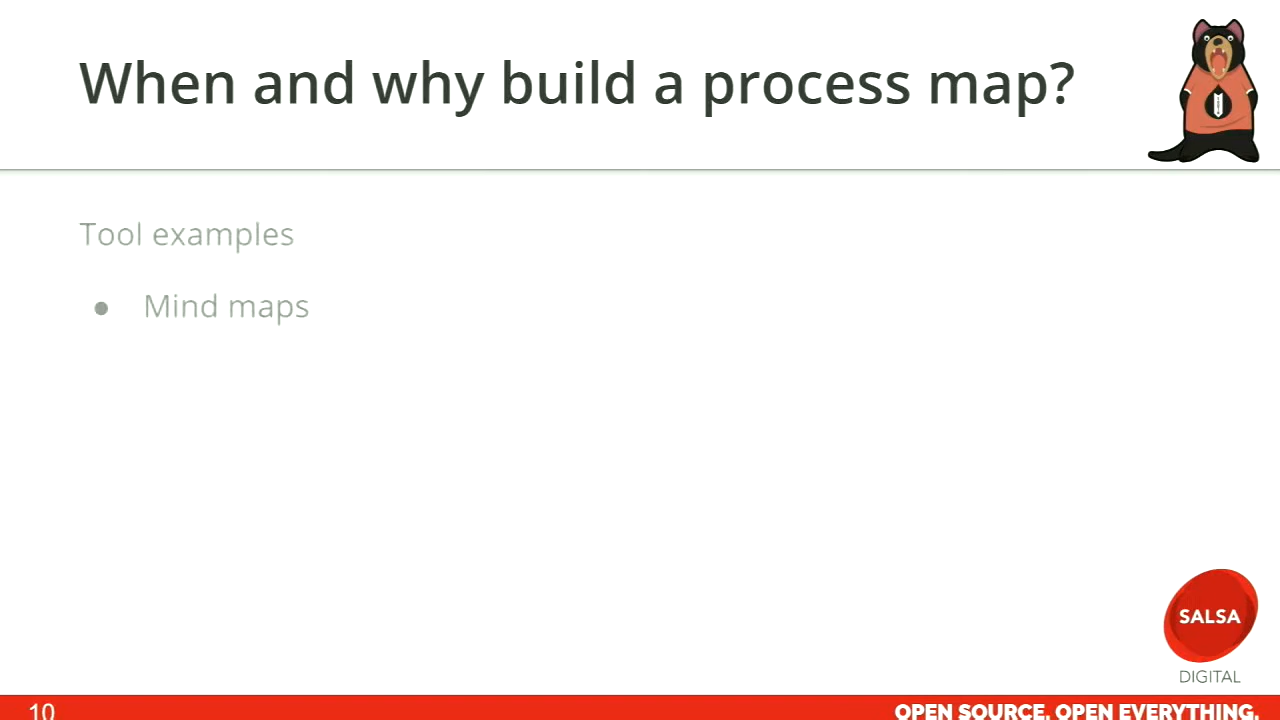 When and why build a process map?
Tool examples
● Mind maps
SALSA
DIGITAL
10
OPEN SOURCE. OPEN EVERYTHING.